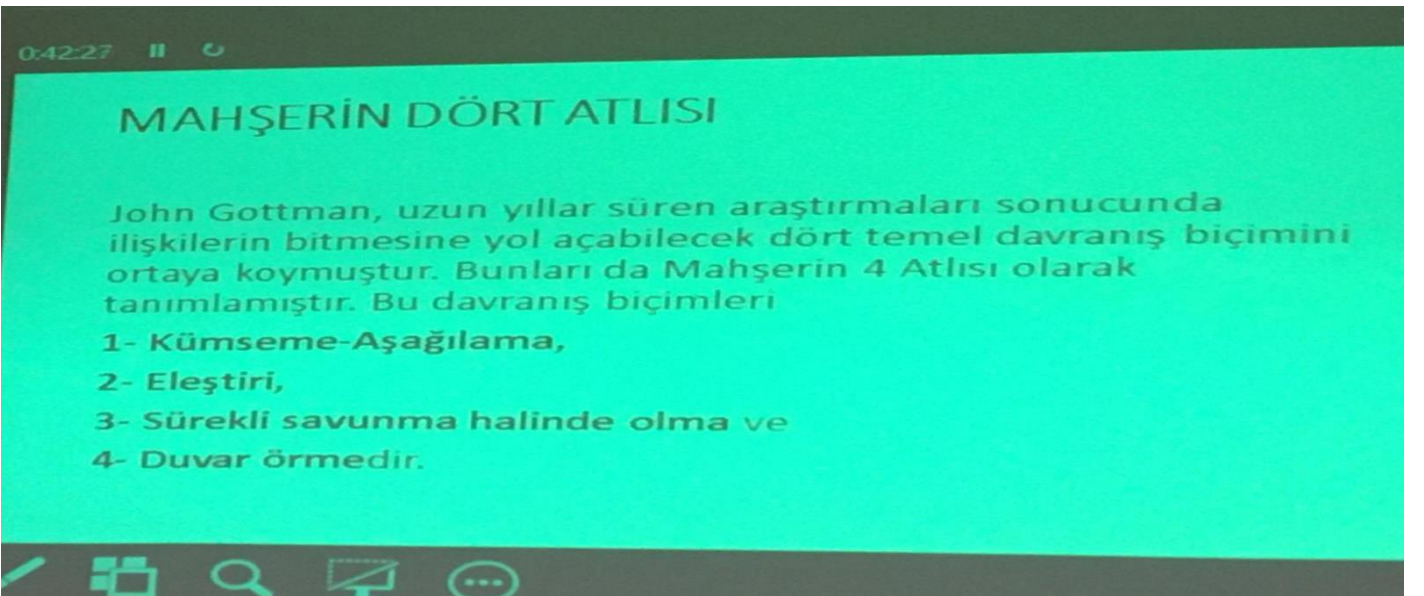 0:42:27
MAHŞERİN DÖRT ATLISI
John Gottman, uzun yıllar süren araştırmaları sonucunda
ilişkilerin bitmesine yol açabilecek dört temel davranış biçimini
ortaya koymuştur. Bunları da Mahşerin 4 Atlısı olarak
tanımlamıştır. Bu davranış biçimleri
1- Kümseme-Aşağılama,
2- Eleştiri,
3- Sürekli savunma halinde olma ve
4- Duvar örmedir.